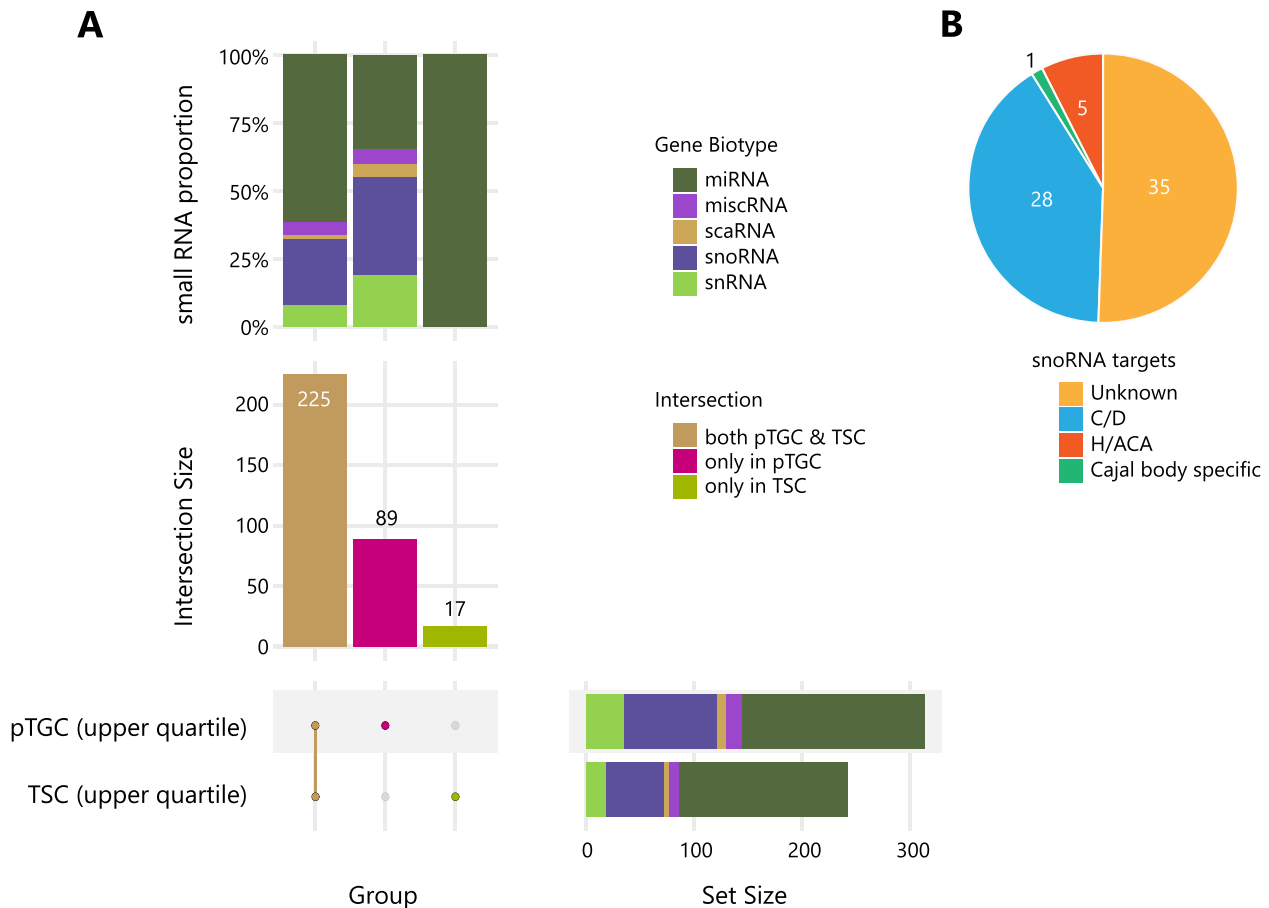 A
small RNA proportion
100%
75%
50%
25%
0%
Gene Biotype
miRNA
miscRNA
scaRNA
snoRNA
snRNA
Intersection Size
200
150
100
50
0
225
89
17
Intersection
both pTGC & TSC
only in pTGC
only in TSC
pTGC (upper quartile)
TSC (upper quartile)
Group
0
100
200
300
Set Size
B
1
5
35
28
snoRNA targets
Unknown
C/D
H/ACA
Cajal body specific